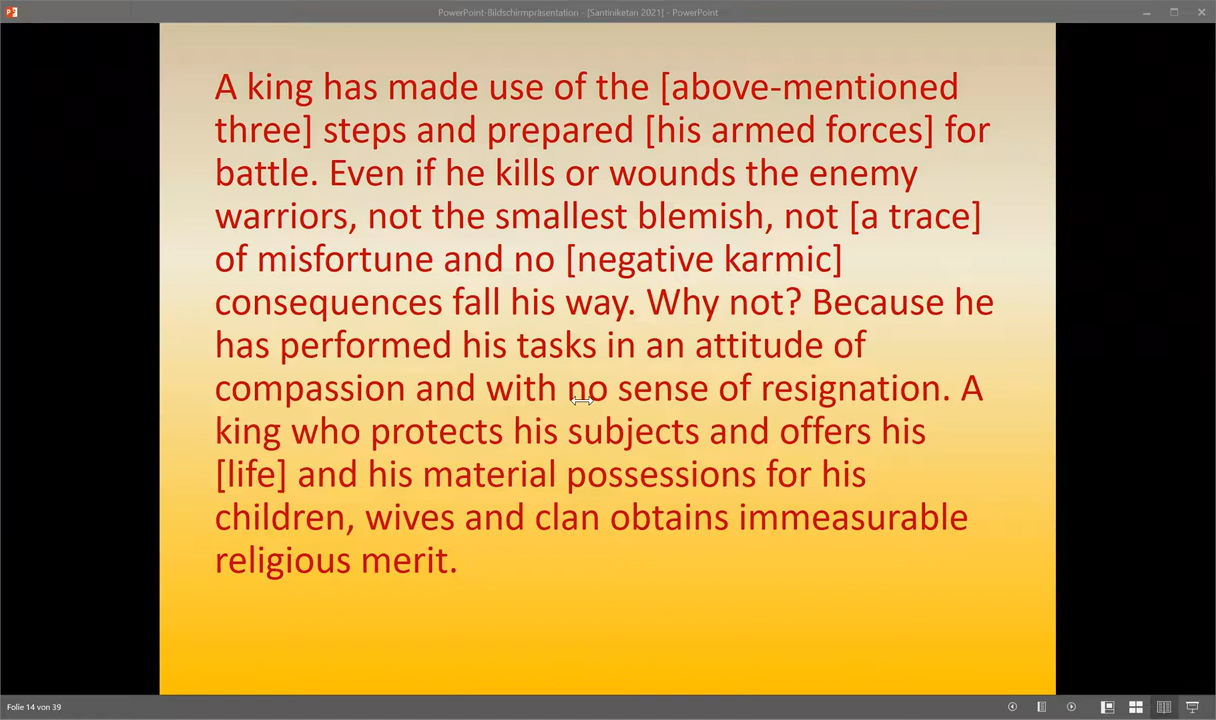 PowerPoint-Bildschirmpräsentation - [Santiniketan 2021] - PowerPoint
A king has made use of the [above-mentioned
three] steps and prepared [his armed forces] for
battle. Even if he kills or wounds the enemy
warriors, not the smallest blemish, not [a trace]
of misfortune and no [negative karmic]
consequences fall his way. Why not? Because he
has performed his tasks in an attitude of
compassion and with no sense of resignation. A
king who protects his subjects and offers his
[life] and his material possessions for his
children, wives and clan obtains immeasurable
religious merit.
Folie 14 von 39